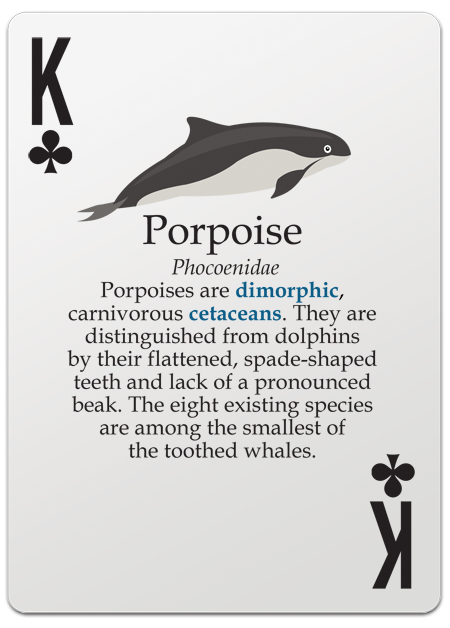 K
Porpoise
Phocoenidae
Porpoises are dimorphic,
carnivorous cetaceans. They are
distinguished from dolphins
by their flattened, spade-shaped
teeth and lack of a pronounced
beak. The eight existing species
are among the smallest of
the toothed whales.
K